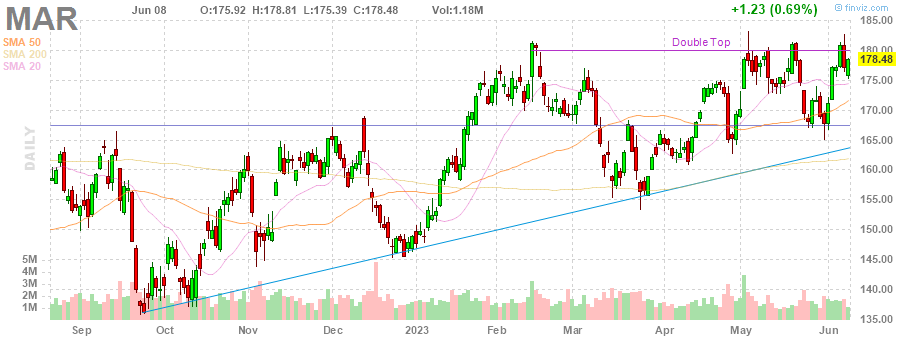 MAR
Jun 08 O:175.92 H:178.81 L:175.39 C:178.48 Vol:1.18M +1.23 (0.69%)
© finviz.com
SMA 50
SMA 200
SMA 20
DAILY
Double Top
185.00
180.00
178.48
175.00
170.00
165.00
160.00
155.00
150.00
145.00
140.00
135.00
5M
4M
3M
2M
1M
Sep Oct Nov Dec 2023 Feb Mar Apr May Jun